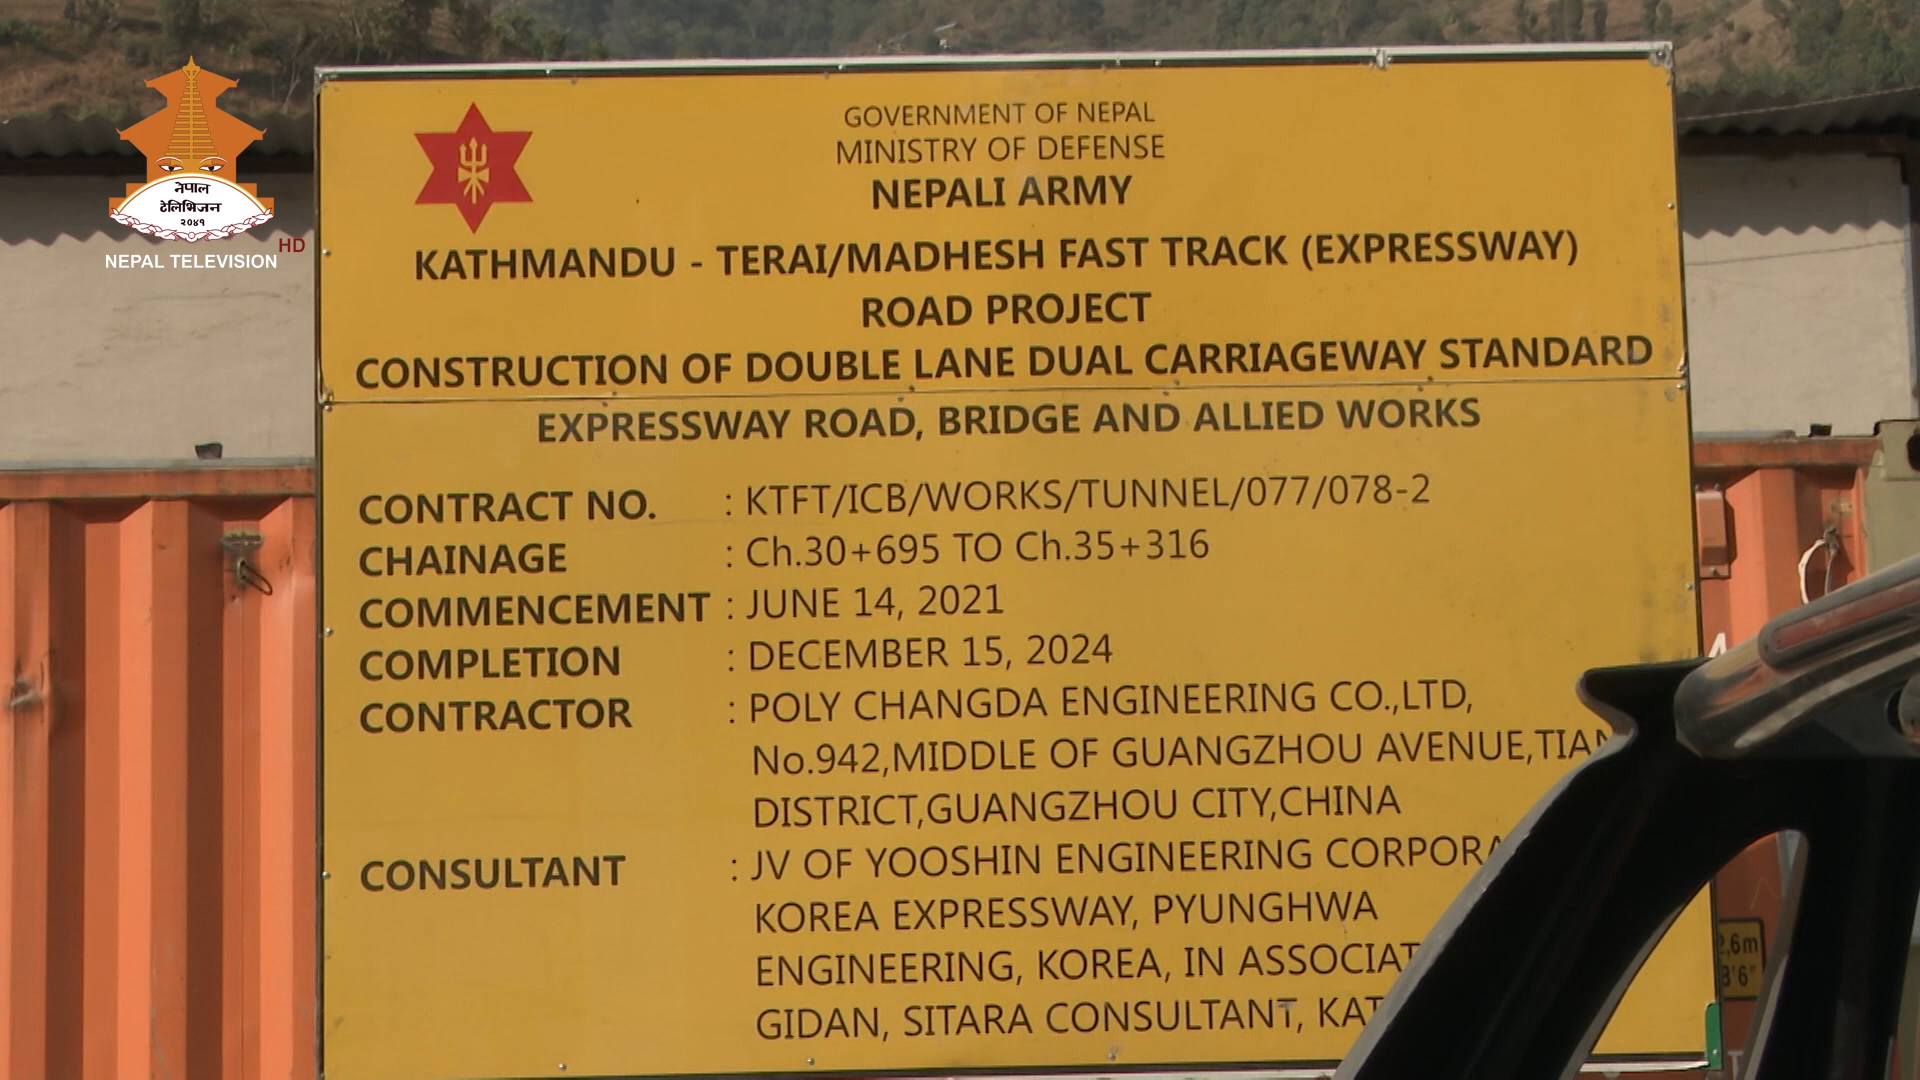 नेपाल
टेलिभिजन
२०४१
NEPAL TELEVISION HD
GOVERNMENT OF NEPAL
MINISTRY OF DEFENSE
NEPALI ARMY
KATHMANDU - TERAI/MADHESH FAST TRACK (EXPRESSWAY)
ROAD PROJECT
CONSTRUCTION OF DOUBLE LANE DUAL CARRIAGEWAY STANDARD
EXPRESSWAY ROAD, BRIDGE AND ALLIED WORKS
CONTRACT NO. : KTFT/ICB/WORKS/TUNNEL/077/078-2
CHAINAGE : Ch.30+695 TO Ch.35+316
COMMENCEMENT : JUNE 14, 2021
COMPLETION : DECEMBER 15, 2024
CONTRACTOR : POLY CHANGDA ENGINEERING CO.,LTD,
No.942,MIDDLE OF GUANGZHOU AVENUE,
DISTRICT,GUANGZHOU CITY,CHINA
CONSULTANT : JV OF YOOSHIN ENGINEERING
KOREA EXPRESSWAY, PYUNGHWA
ENGINEERING, KOREA, IN
GIDAN, SITARA CONSULTANT,